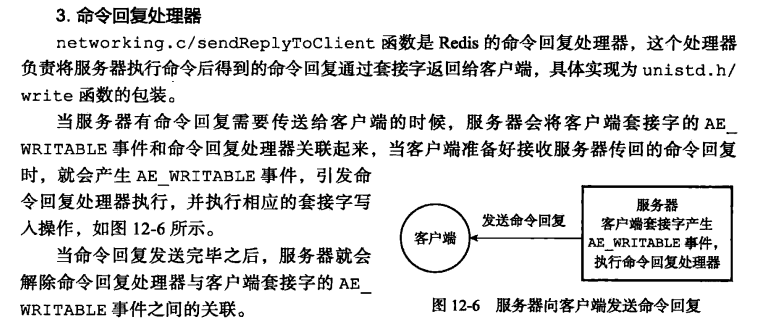 3. 命令回复处理器
networking.c/sendReplyToClient 函数是 Redis 的命令回复处理器，这个处理器
负责将服务器执行命令后得到的命令回复通过套接字返回给客户端，具体实现为 unistd.h/
write 函数的包装。
当服务器有命令回复需要传送给客户端的时候，服务器会将客户端套接字的 AE_
WRITABLE 事件和命令回复处理器关联起来，当客户端准备好接收服务器传回的命令回复
时，就会产生 AE_WRITABLE 事件，引发命
令回复处理器执行，并执行相应的套接字写
入操作，如图 12-6 所示。
当命令回复发送完毕之后，服务器就会
解除命令回复处理器与客户端套接字的 AE_
WRITABLE 事件之间的关联。
客户端
发送命令回复
服务器
客户端套接字产生
AE_WRITABLE 事件，
执行命令回复处理器
图 12-6 服务器向客户端发送命令回复